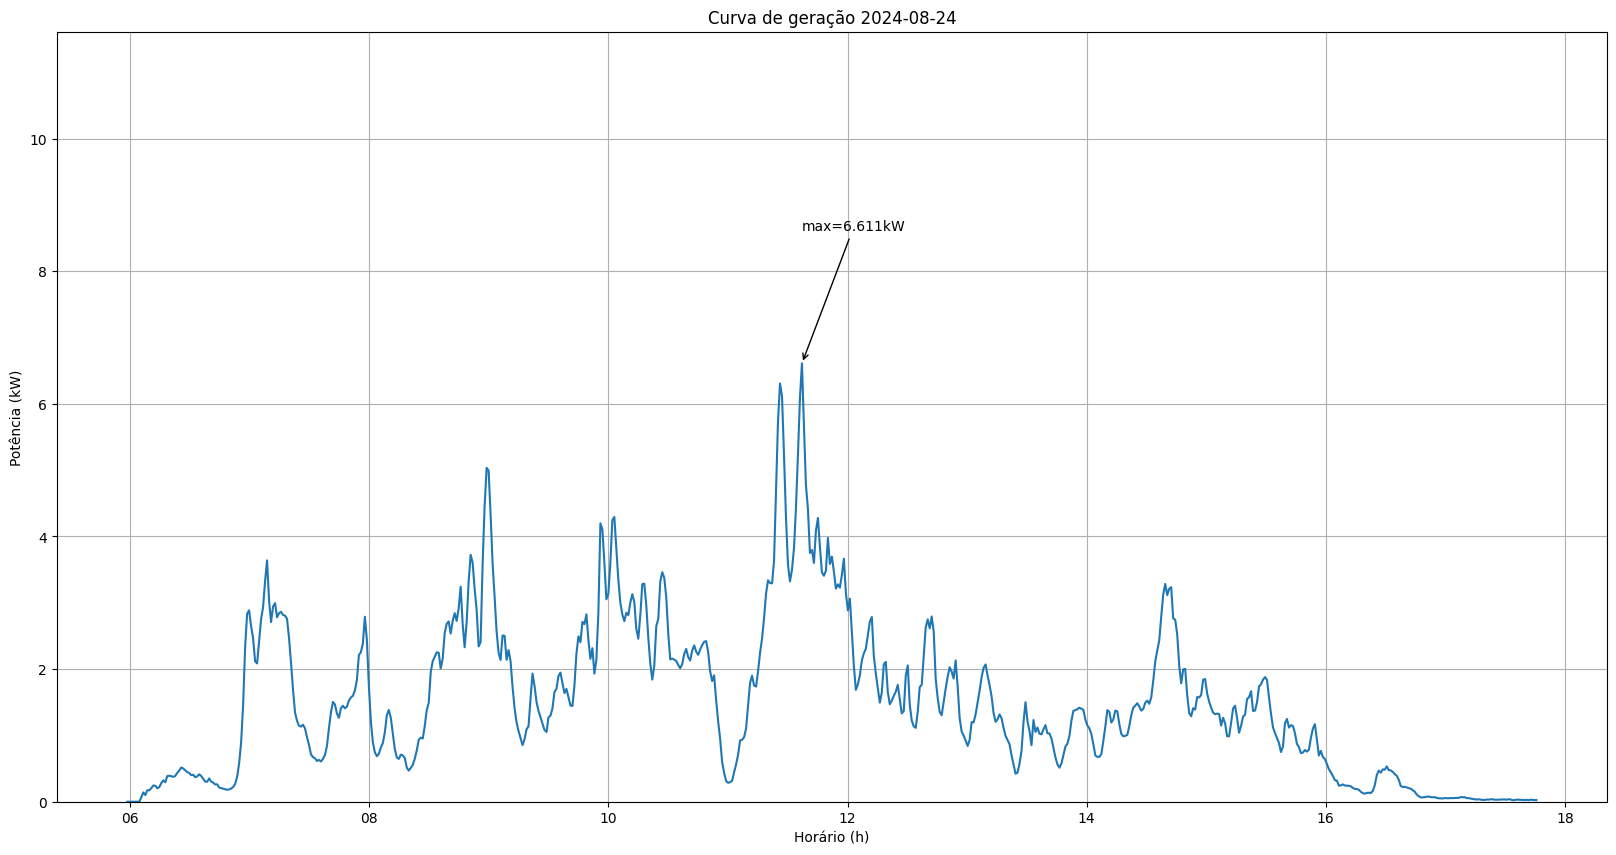 Curva de geração 2024-08-24
Potência (kW)
10
8
6
4
2
0
max=6.611kW
06 08 10 12 14 16 18
Horário (h)